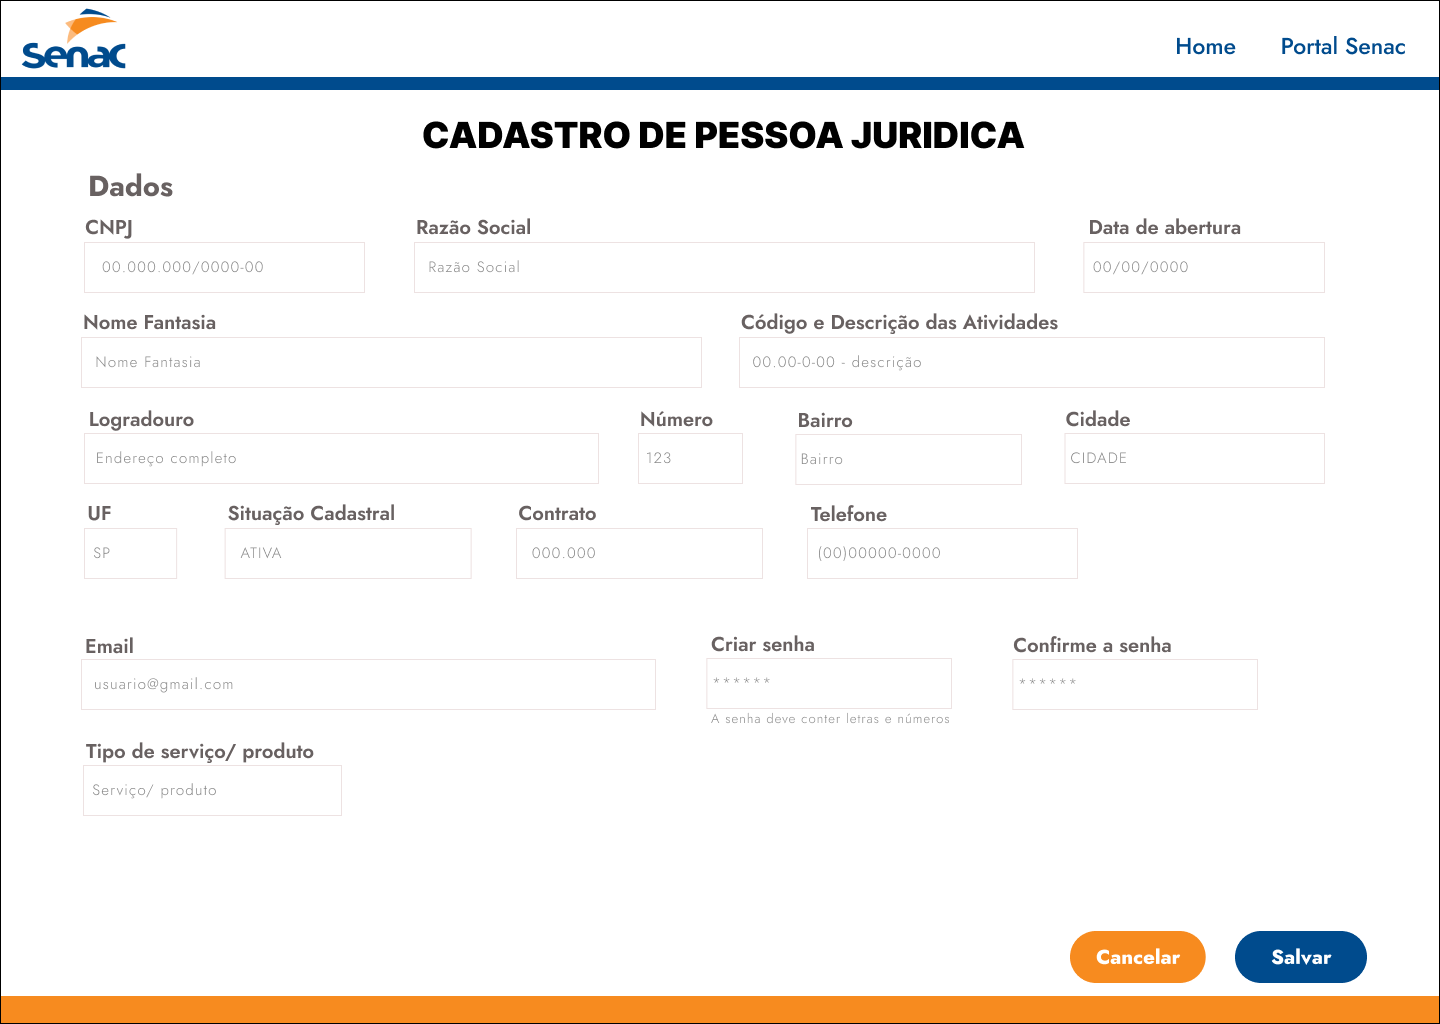 Senac
Home Portal Senac
CADASTRO DE PESSOA JURIDICA
Dados
CNPJ Razão Social Data de abertura
00.000.000/0000-00 Razão Social 00/00/0000
Nome Fantasia Código e Descrição das Atividades
Nome Fantasia 00.00-0-00 - descrição
Logradouro Número Bairro Cidade
Endereço completo 123 Bairro CIDADE
UF Situação Cadastral Contrato Telefone
SP ATIVA 000.000 (00)00000-0000
Email Criar senha Confirme a senha
usuario@gmail.com ****** ******
A senha deve conter letras e números
Tipo de serviço/ produto
Serviço/ produto
Cancelar Salvar